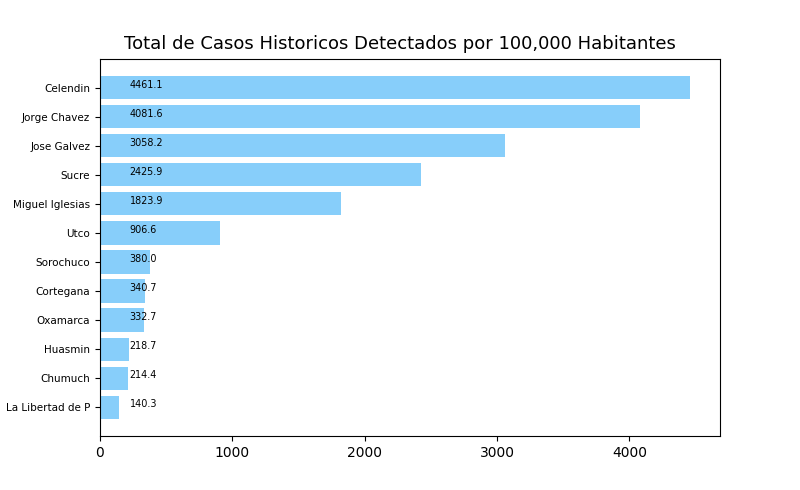 Total de Casos Historicos Detectados por 100,000 Habitantes
Celendin 4461.1
Jorge Chavez 4081.6
Jose Galvez 3058.2
Sucre 2425.9
Miguel Iglesias 1823.9
Utco 906.6
Sorochuco 380.0
Cortegana 340.7
Oxamarca 332.7
Huasmin 218.7
Chumuch 214.4
La Libertad de P 140.3
0 1000 2000 3000 4000